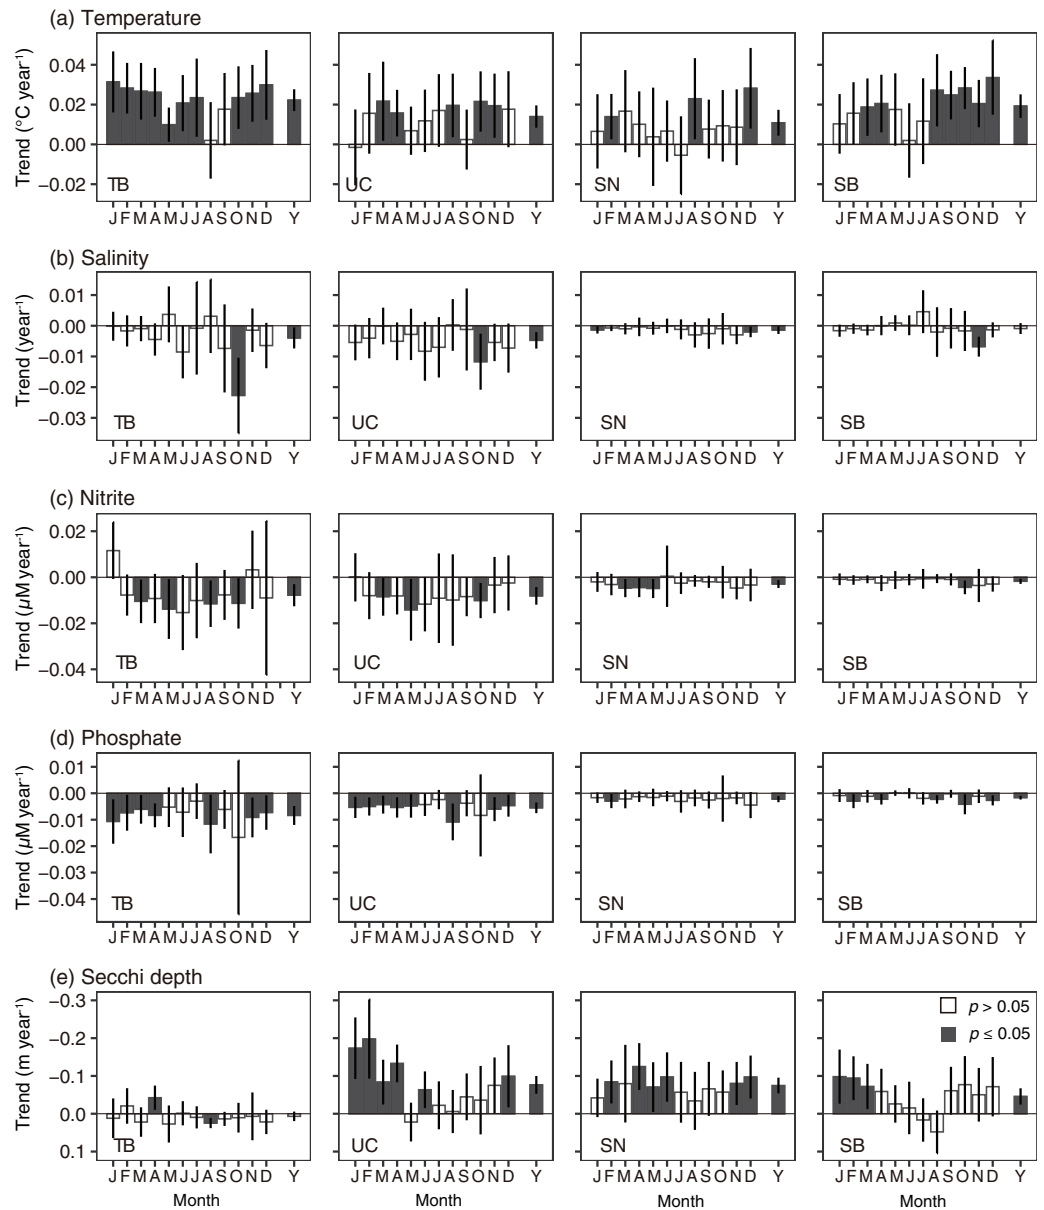 (a) Temperature
Trend (°C year⁻¹)
0.04
0.02
0.00
−0.02
TB
UC
SN
SB
J F M A M J J A S O N D Y
J F M A M J J A S O N D Y
J F M A M J J A S O N D Y
J F M A M J J A S O N D Y
(b) Salinity
Trend (year⁻¹)
0.01
0.00
−0.01
−0.02
−0.03
TB
UC
SN
SB
J F M A M J J A S O N D Y
J F M A M J J A S O N D Y
J F M A M J J A S O N D Y
J F M A M J J A S O N D Y
(c) Nitrite
Trend (µM year⁻¹)
0.02
0.00
−0.02
−0.04
TB
UC
SN
SB
J F M A M J J A S O N D Y
J F M A M J J A S O N D Y
J F M A M J J A S O N D Y
J F M A M J J A S O N D Y
(d) Phosphate
Trend (µM year⁻¹)
0.01
0.00
−0.01
−0.02
−0.03
−0.04
TB
UC
SN
SB
J F M A M J J A S O N D Y
J F M A M J J A S O N D Y
J F M A M J J A S O N D Y
J F M A M J J A S O N D Y
(e) Secchi depth
Trend (m year⁻¹)
−0.3
−0.2
−0.1
0.0
0.1
p > 0.05
p ≤ 0.05
TB
UC
SN
SB
J F M A M J J A S O N D Y
J F M A M J J A S O N D Y
J F M A M J J A S O N D Y
J F M A M J J A S O N D Y
Month
Month
Month
Month